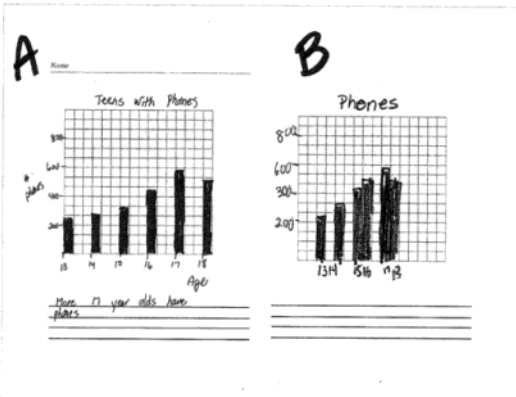 A
B
Name
Teens with Phones
800
600
400
200
13 14 15 16 17 18
Age
More 17 year olds have
phones
Phones
800
600
300
200
13 14 15 16 17 18